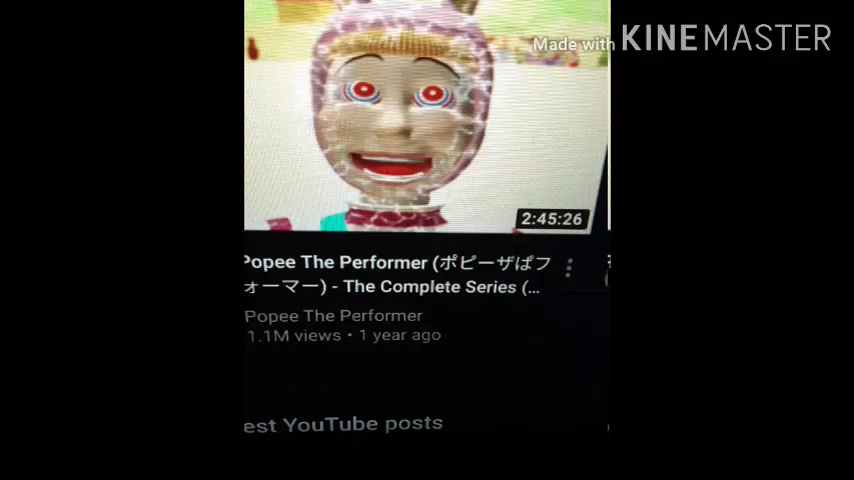 Made with KINEMASTER
2:45:26
Popee The Performer (ポピーザぱフ
ォーマー) - The Complete Series (...
Popee The Performer
1.1M views • 1 year ago
est YouTube posts